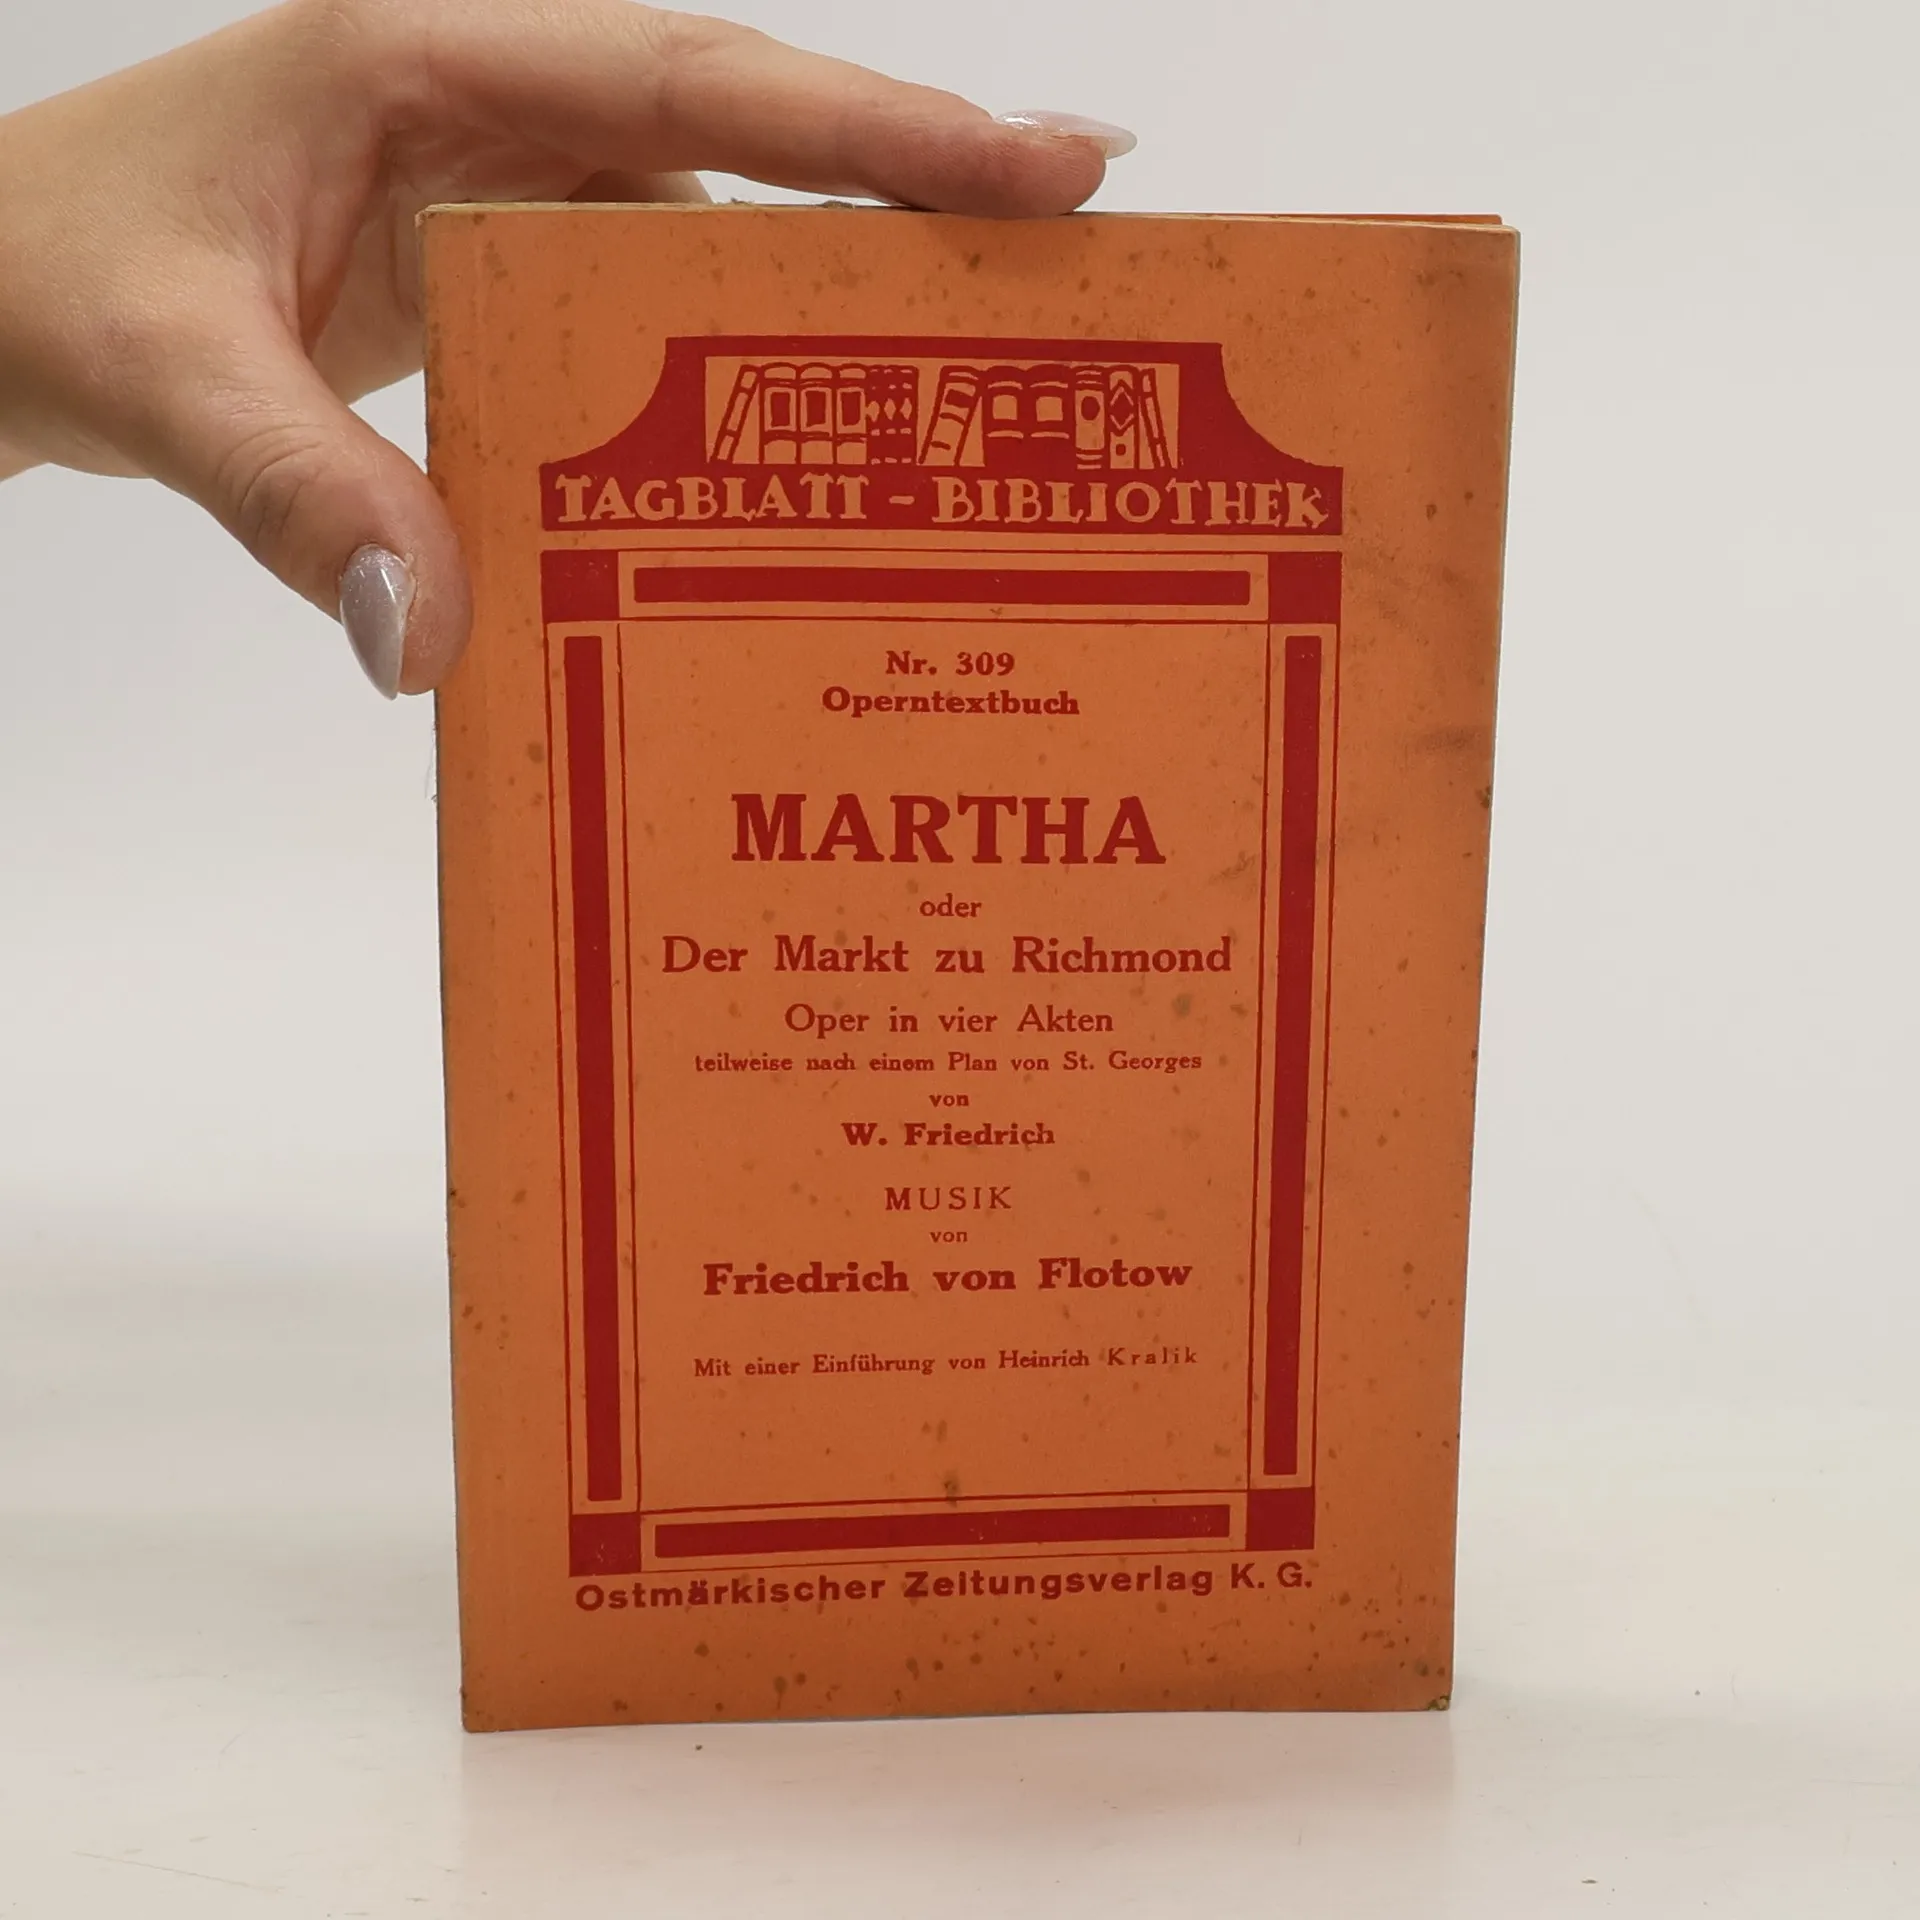 TAGBLATT - BIBLIOTHEK
Nr. 309
Operntextbuch
MARTHA
oder
Der Markt zu Richmond
Oper in vier Akten
teilweise nach einem Plan von St. Georges
von
W. Friedrich
MUSIK
von
Friedrich von Flotow
Mit einer Einführung von Heinrich Kralik
Ostmärkischer Zeitungsverlag K. G.